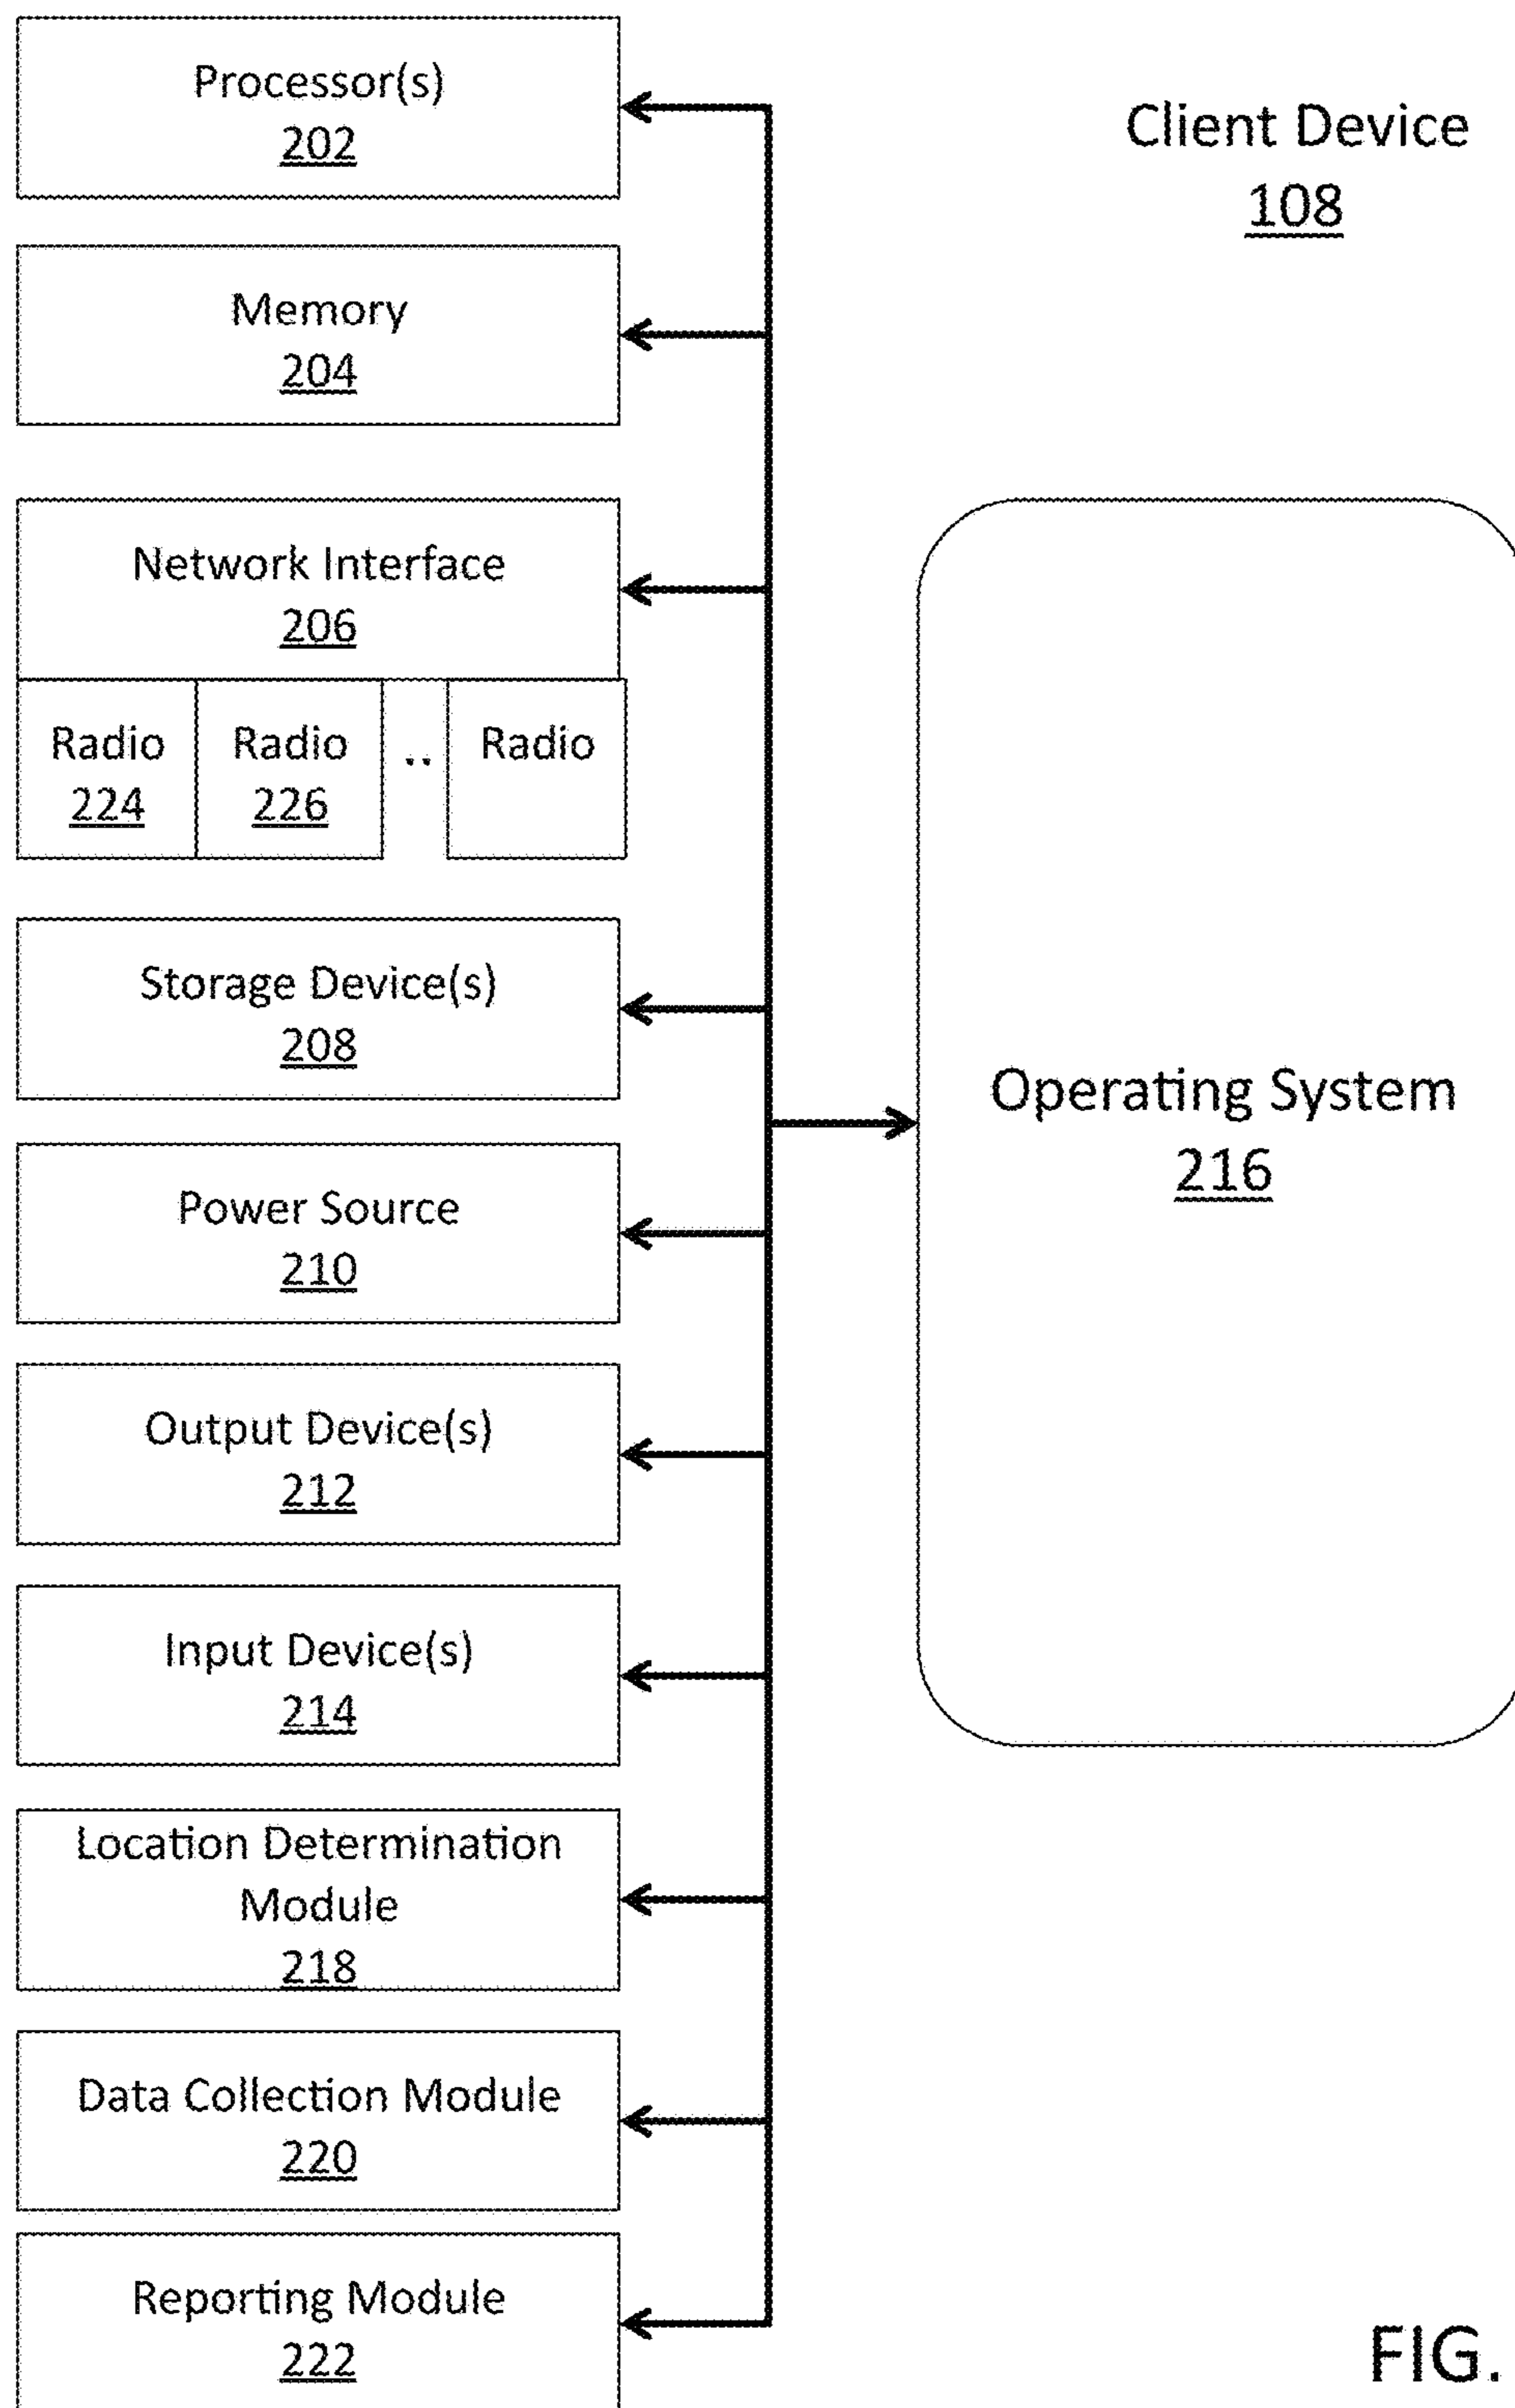 Processor(s)
202
Client Device
108
Memory
204
Network Interface
206
Radio
224
Radio
226
..
Radio
Storage Device(s)
208
Operating System
216
Power Source
210
Output Device(s)
212
Input Device(s)
214
Location Determination
Module
218
Data Collection Module
220
Reporting Module
222
FIG.